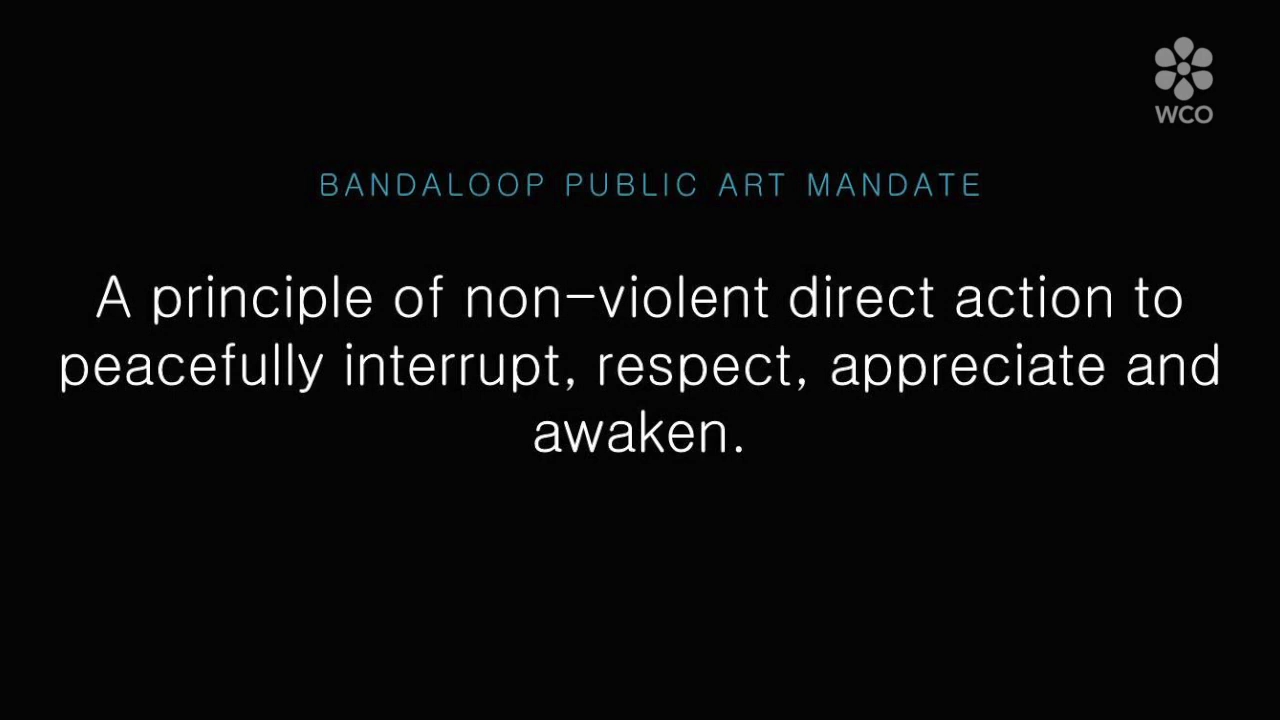 WCO
BANDALOOP PUBLIC ART MANDATE
A principle of non-violent direct action to
peacefully interrupt, respect, appreciate and
awaken.